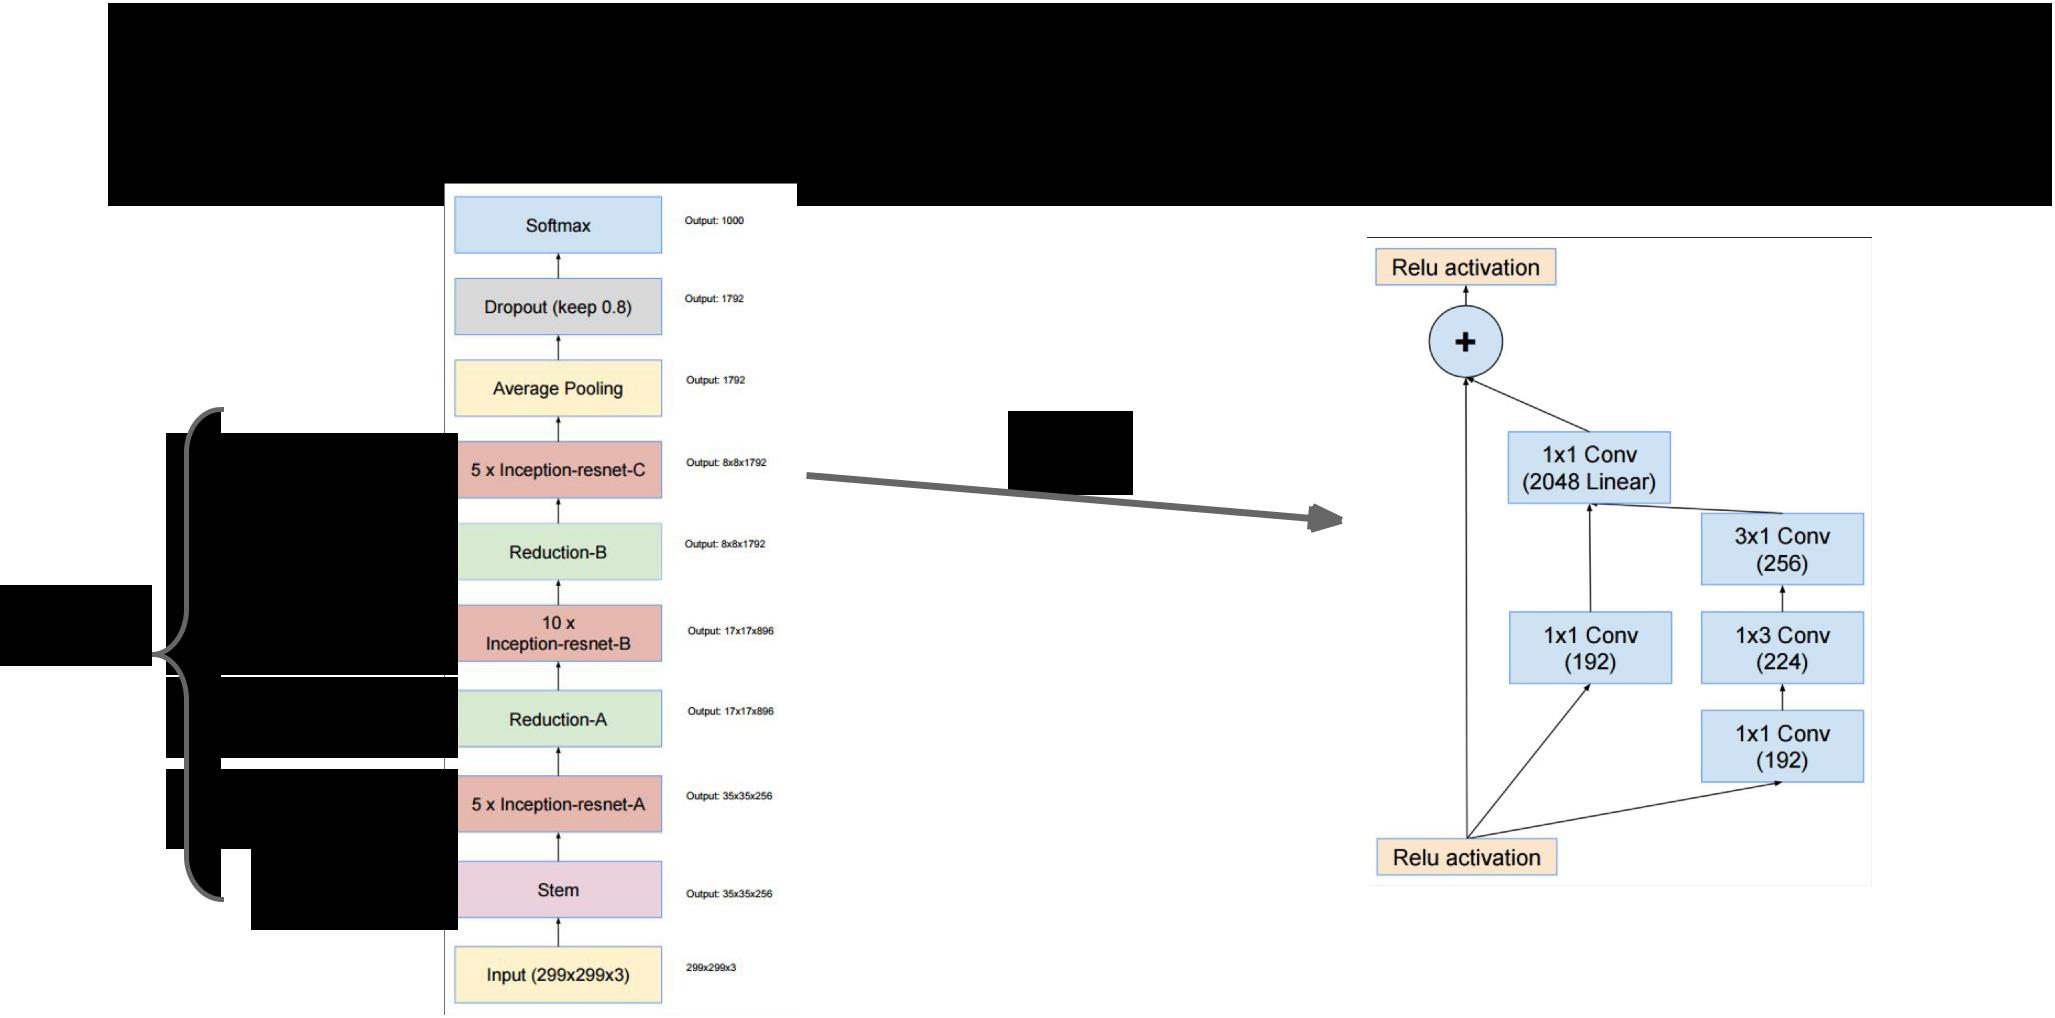 Softmax
Output: 1000
Dropout (keep 0.8)
Output: 1792
Average Pooling
Output: 1792
5 x Inception-resnet-C
Output: 8x8x1792
Reduction-B
Output: 8x8x1792
10 x
Inception-resnet-B
Output: 17x17x896
Reduction-A
Output: 17x17x896
5 x Inception-resnet-A
Output: 35x35x256
Stem
Output: 35x35x256
Input (299x299x3)
299x299x3
Relu activation
+
1x1 Conv
(2048 Linear)
3x1 Conv
(256)
1x1 Conv
(192)
1x3 Conv
(224)
1x1 Conv
(192)
Relu activation